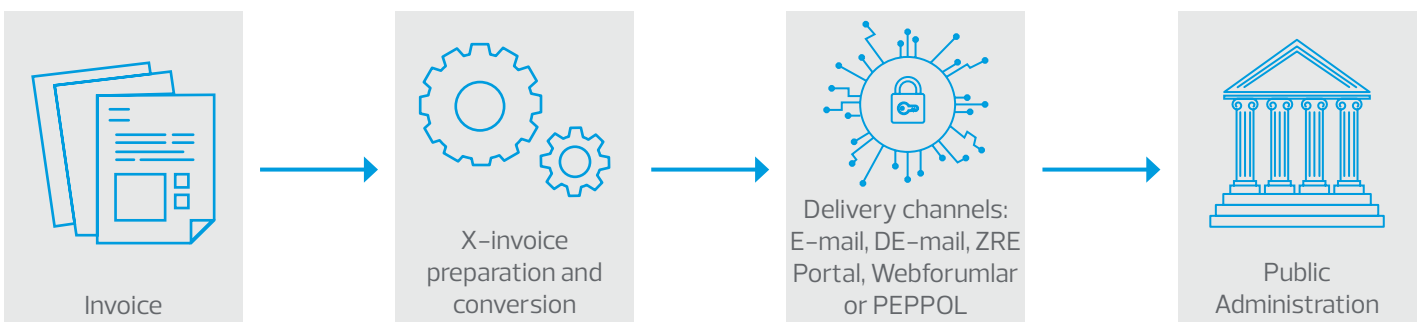 Invoice
X-invoice
preparation and
conversion
Delivery channels:
E-mail, DE-mail, ZRE
Portal, Webforumlar
or PEPPOL
Public
Administration